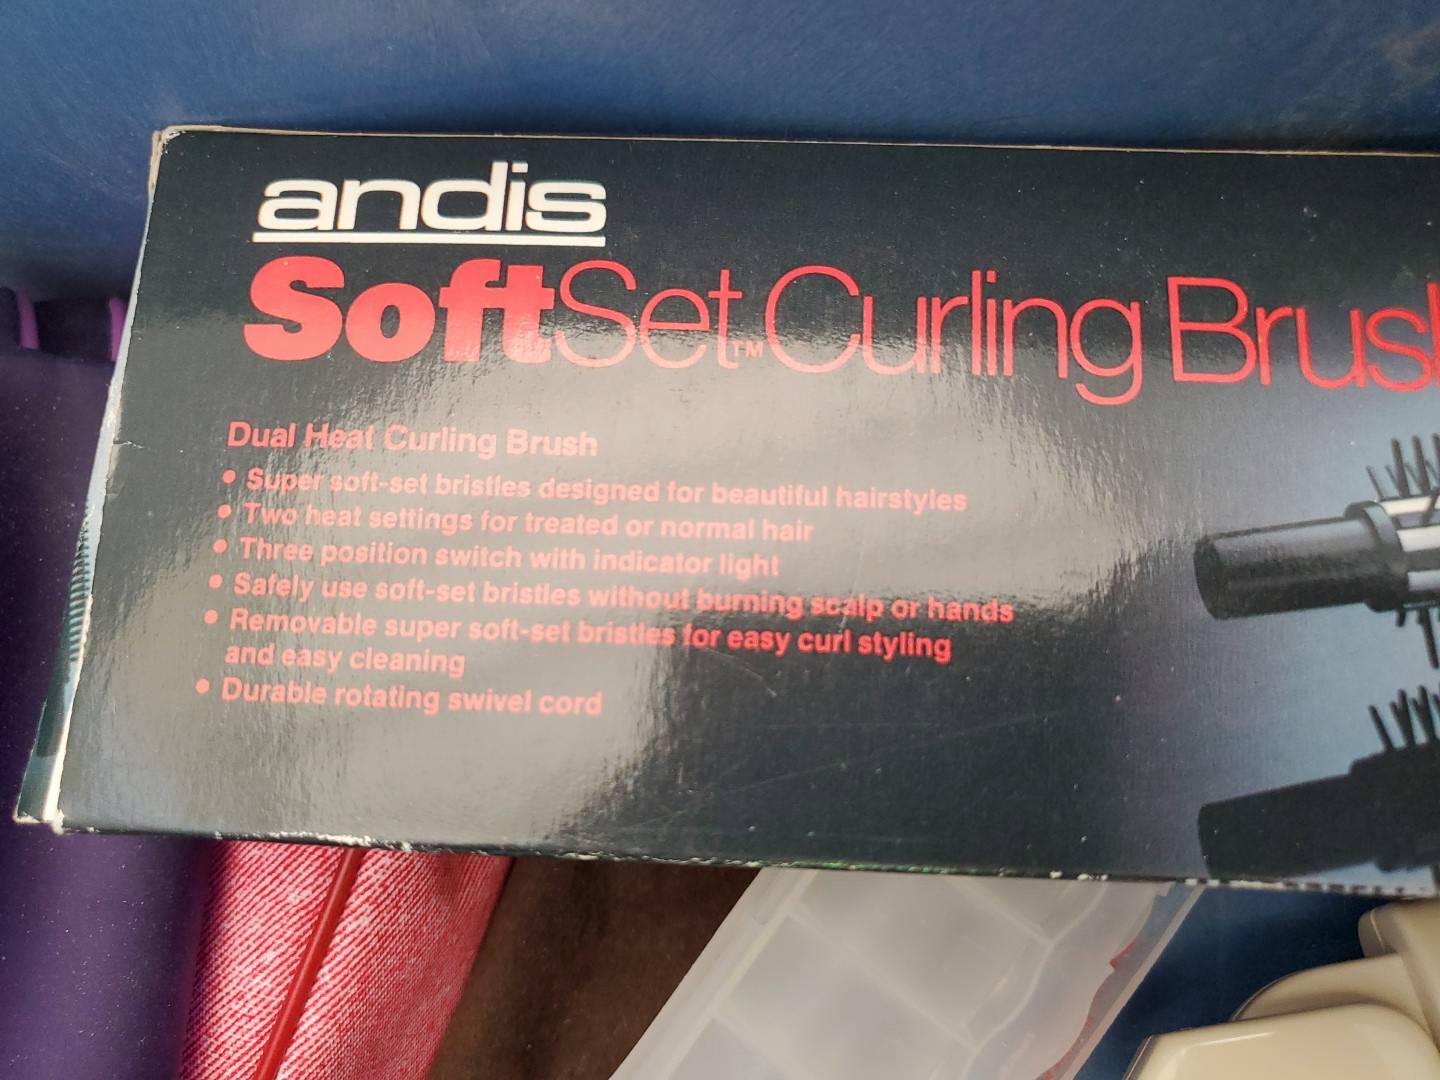 andis
SoftSet™ Curling Brush
Dual Heat Curling Brush
• Super soft-set bristles designed for beautiful hairstyles
• Two heat settings for treated or normal hair
• Three position switch with indicator light
• Safely use soft-set bristles without burning scalp or hands
• Removable super soft-set bristles for easy curl styling
and easy cleaning
• Durable rotating swivel cord